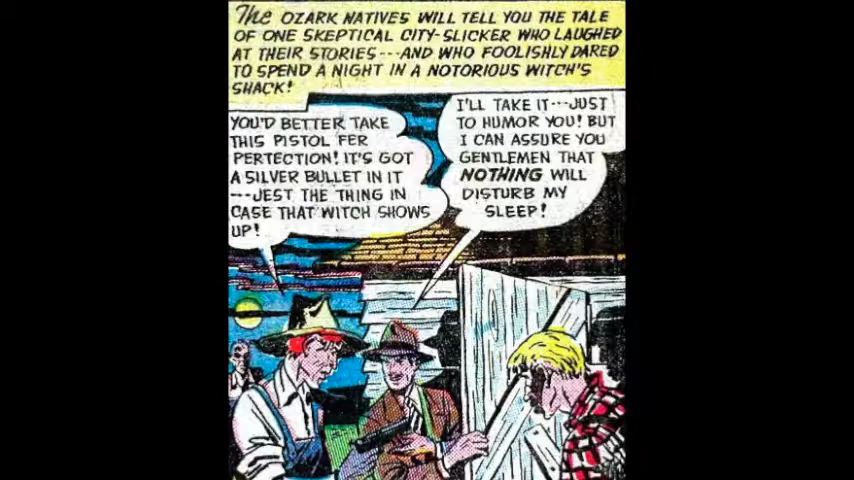 The OZARK NATIVES WILL TELL YOU THE TALE
OF ONE SKEPTICAL CITY-SLICKER WHO LAUGHED
AT THEIR STORIES---AND WHO FOOLISHLY DARED
TO SPEND A NIGHT IN A NOTORIOUS WITCH'S
SHACK!
YOU'D BETTER TAKE
THIS PISTOL FER
PERTECTION! IT'S GOT
A SILVER BULLET IN IT
---JEST THE THING IN
CASE THAT WITCH SHOWS
UP!
I'LL TAKE IT---JUST
TO HUMOR YOU! BUT
I CAN ASSURE YOU
GENTLEMEN THAT
NOTHING WILL
DISTURB MY
SLEEP!